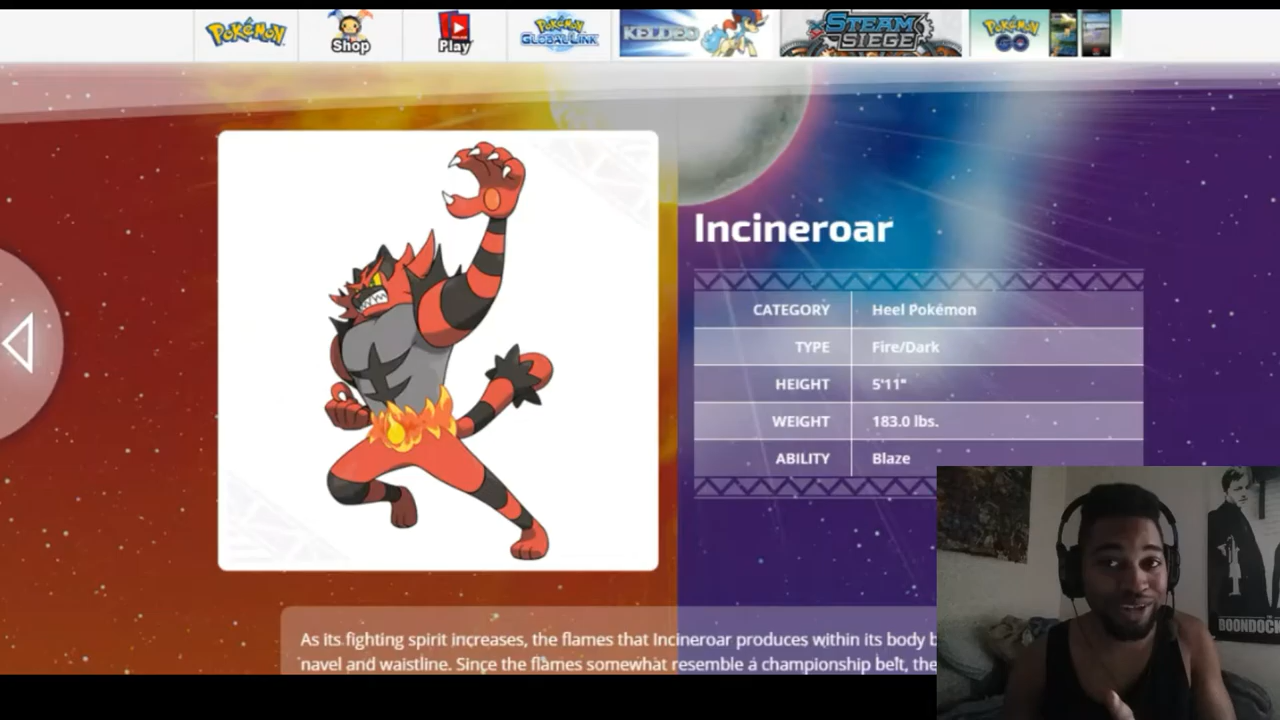 Pokémon
Shop
Play
Pokémon
GLOBAL LINK
KELDEO
STEAM
SIEGE
Pokémon
GO
Incineroar
CATEGORY Heel Pokémon
TYPE Fire/Dark
HEIGHT 5'11"
WEIGHT 183.0 lbs.
ABILITY Blaze
As its fighting spirit increases, the flames that Incineroar produces within its body b
navel and waistline. Since the flames somewhat resemble a championship belt, the
BOONDOCK